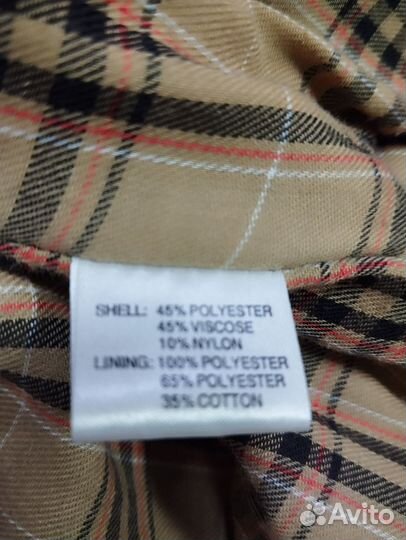 SHELL: 45% POLYESTER
45% VISCOSE
10% NYLON
LINING: 100% POLYESTER
65% POLYESTER
35% COTTON
Avito